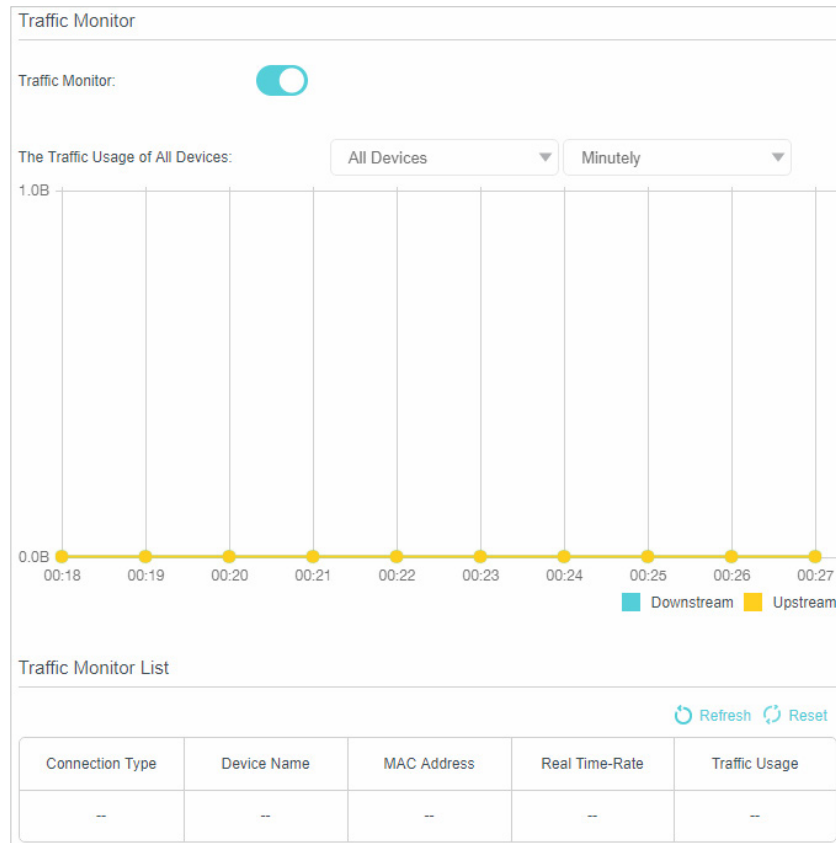 Traffic Monitor
Traffic Monitor:
The Traffic Usage of All Devices: All Devices Minutely
1.0B
0.0B
00:18 00:19 00:20 00:21 00:22 00:23 00:24 00:25 00:26 00:27
Downstream Upstream
Traffic Monitor List
Refresh Reset
Connection Type Device Name MAC Address Real Time-Rate Traffic Usage
-- -- -- -- --